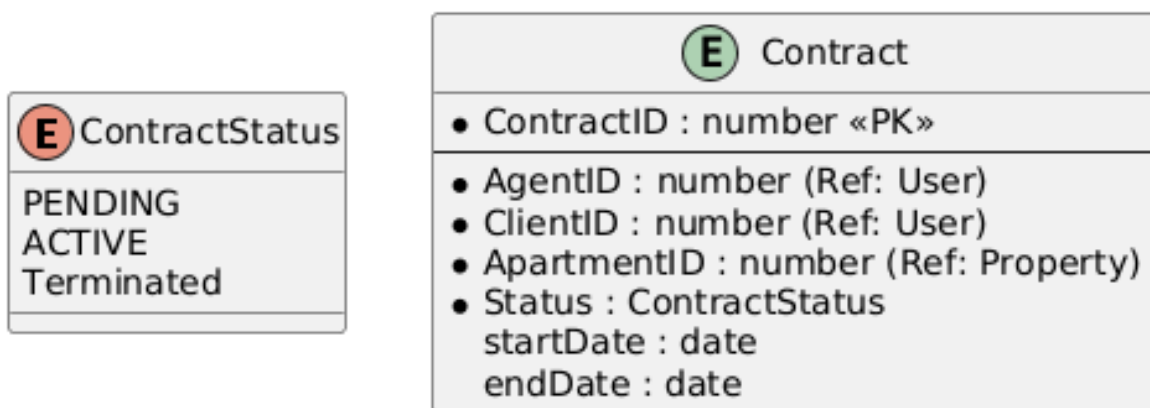 E ContractStatus
PENDING
ACTIVE
Terminated
E Contract
• ContractID : number «PK»
• AgentID : number (Ref: User)
• ClientID : number (Ref: User)
• ApartmentID : number (Ref: Property)
• Status : ContractStatus
startDate : date
endDate : date